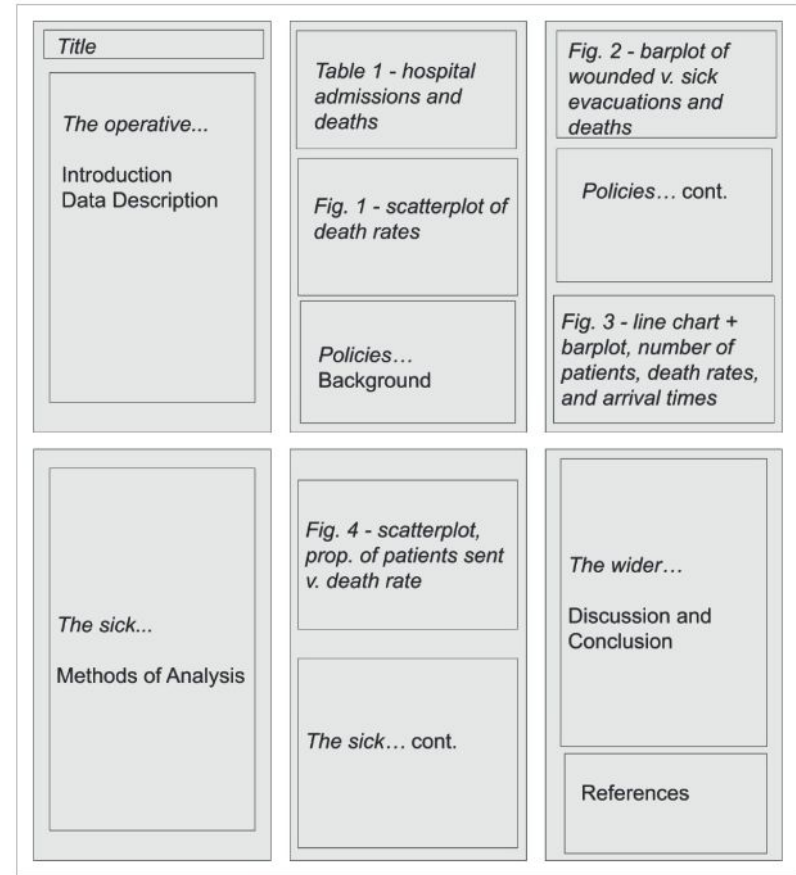 Title
The operative...
Introduction
Data Description
Table 1 - hospital
admissions and
deaths
Fig. 1 - scatterplot of
death rates
Policies…
Background
Fig. 2 - barplot of
wounded v. sick
evacuations and
deaths
Policies… cont.
Fig. 3 - line chart +
barplot, number of
patients, death rates,
and arrival times
The sick...
Methods of Analysis
Fig. 4 - scatterplot,
prop. of patients sent
v. death rate
The sick… cont.
The wider…
Discussion and
Conclusion
References